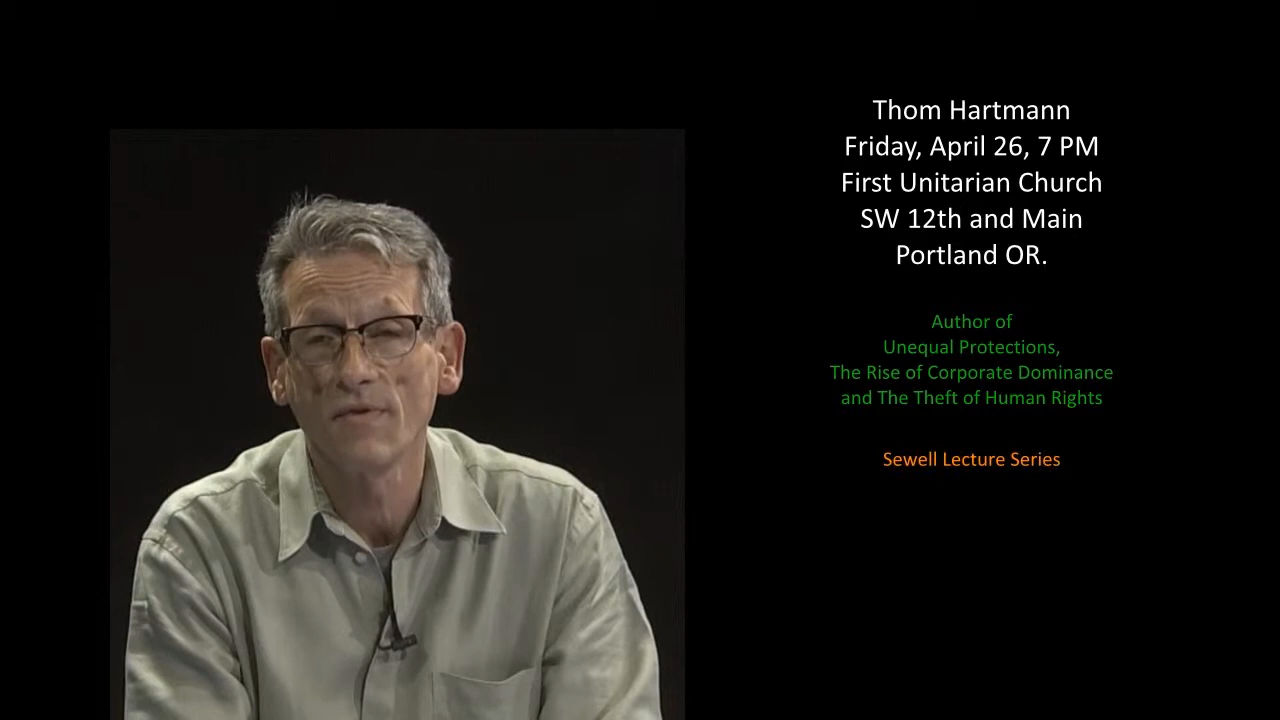 Thom Hartmann
Friday, April 26, 7 PM
First Unitarian Church
SW 12th and Main
Portland OR.
Author of
Unequal Protections,
The Rise of Corporate Dominance
and The Theft of Human Rights
Sewell Lecture Series